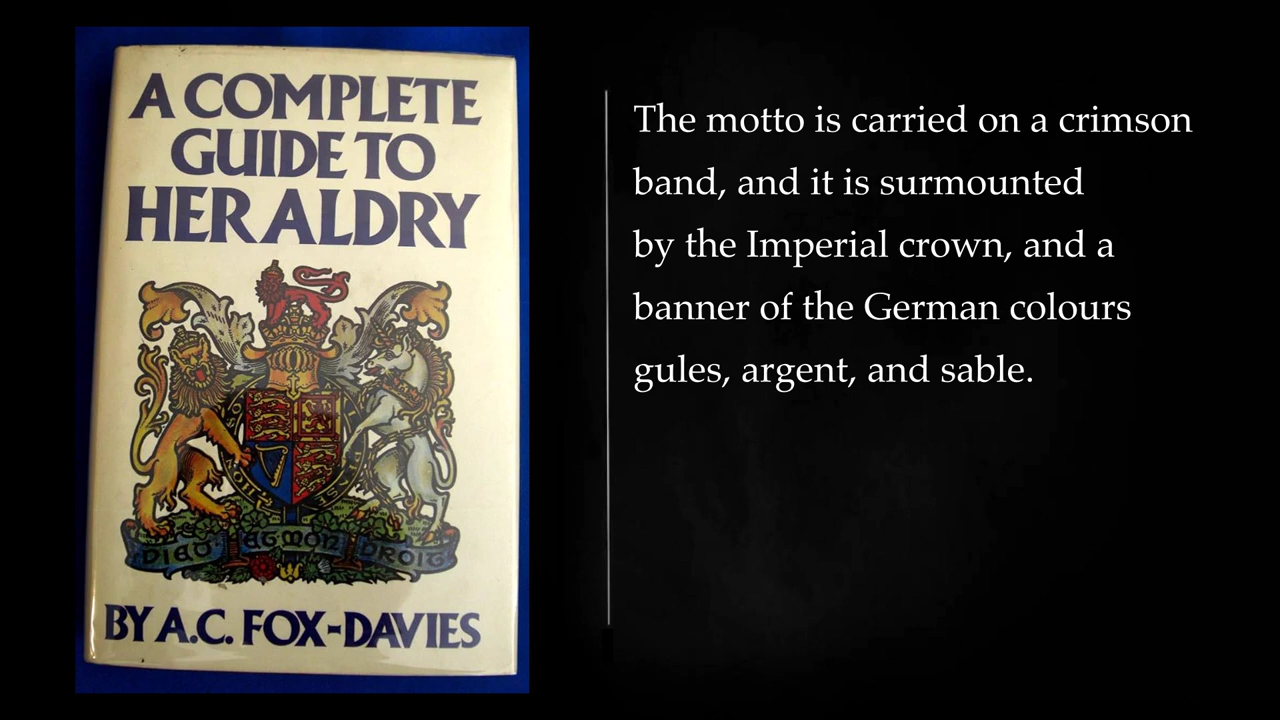 A COMPLETE
GUIDE TO
HERALDRY
DIEU ET MON DROIT
BY A.C. FOX-DAVIES
The motto is carried on a crimson
band, and it is surmounted
by the Imperial crown, and a
banner of the German colours
gules, argent, and sable.